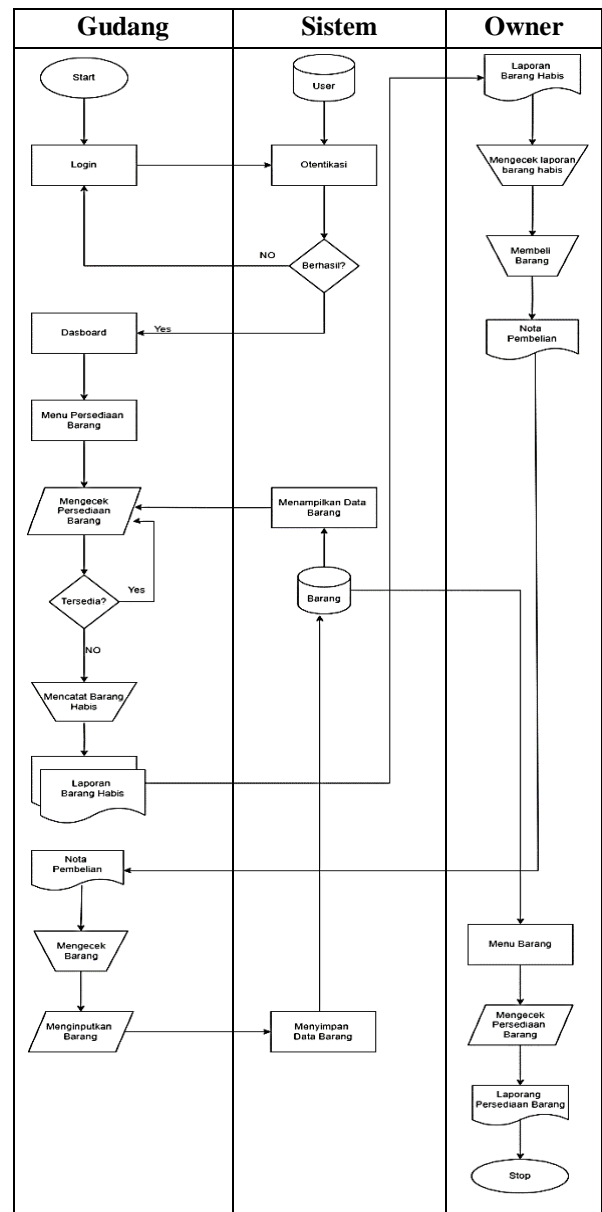 Gudang
Sistem
Owner
Start
User
Laporan
Barang Habis
Login
Otentikasi
Mengecek laporan
barang habis
NO
Berhasil?
Membeli
Barang
Dasboard
Yes
Nota
Pembelian
Menu Persediaan
Barang
Mengecek
Persediaan
Barang
Menampilkan Data
Barang
Tersedia?
Yes
Barang
NO
Mencatat Barang
Habis
Laporan
Barang Habis
Nota
Pembelian
Mengecek
Barang
Menu Barang
Menginputkan
Barang
Menyimpan
Data Barang
Mengecek
Persediaan
Barang
Laporang
Persediaan Barang
Stop